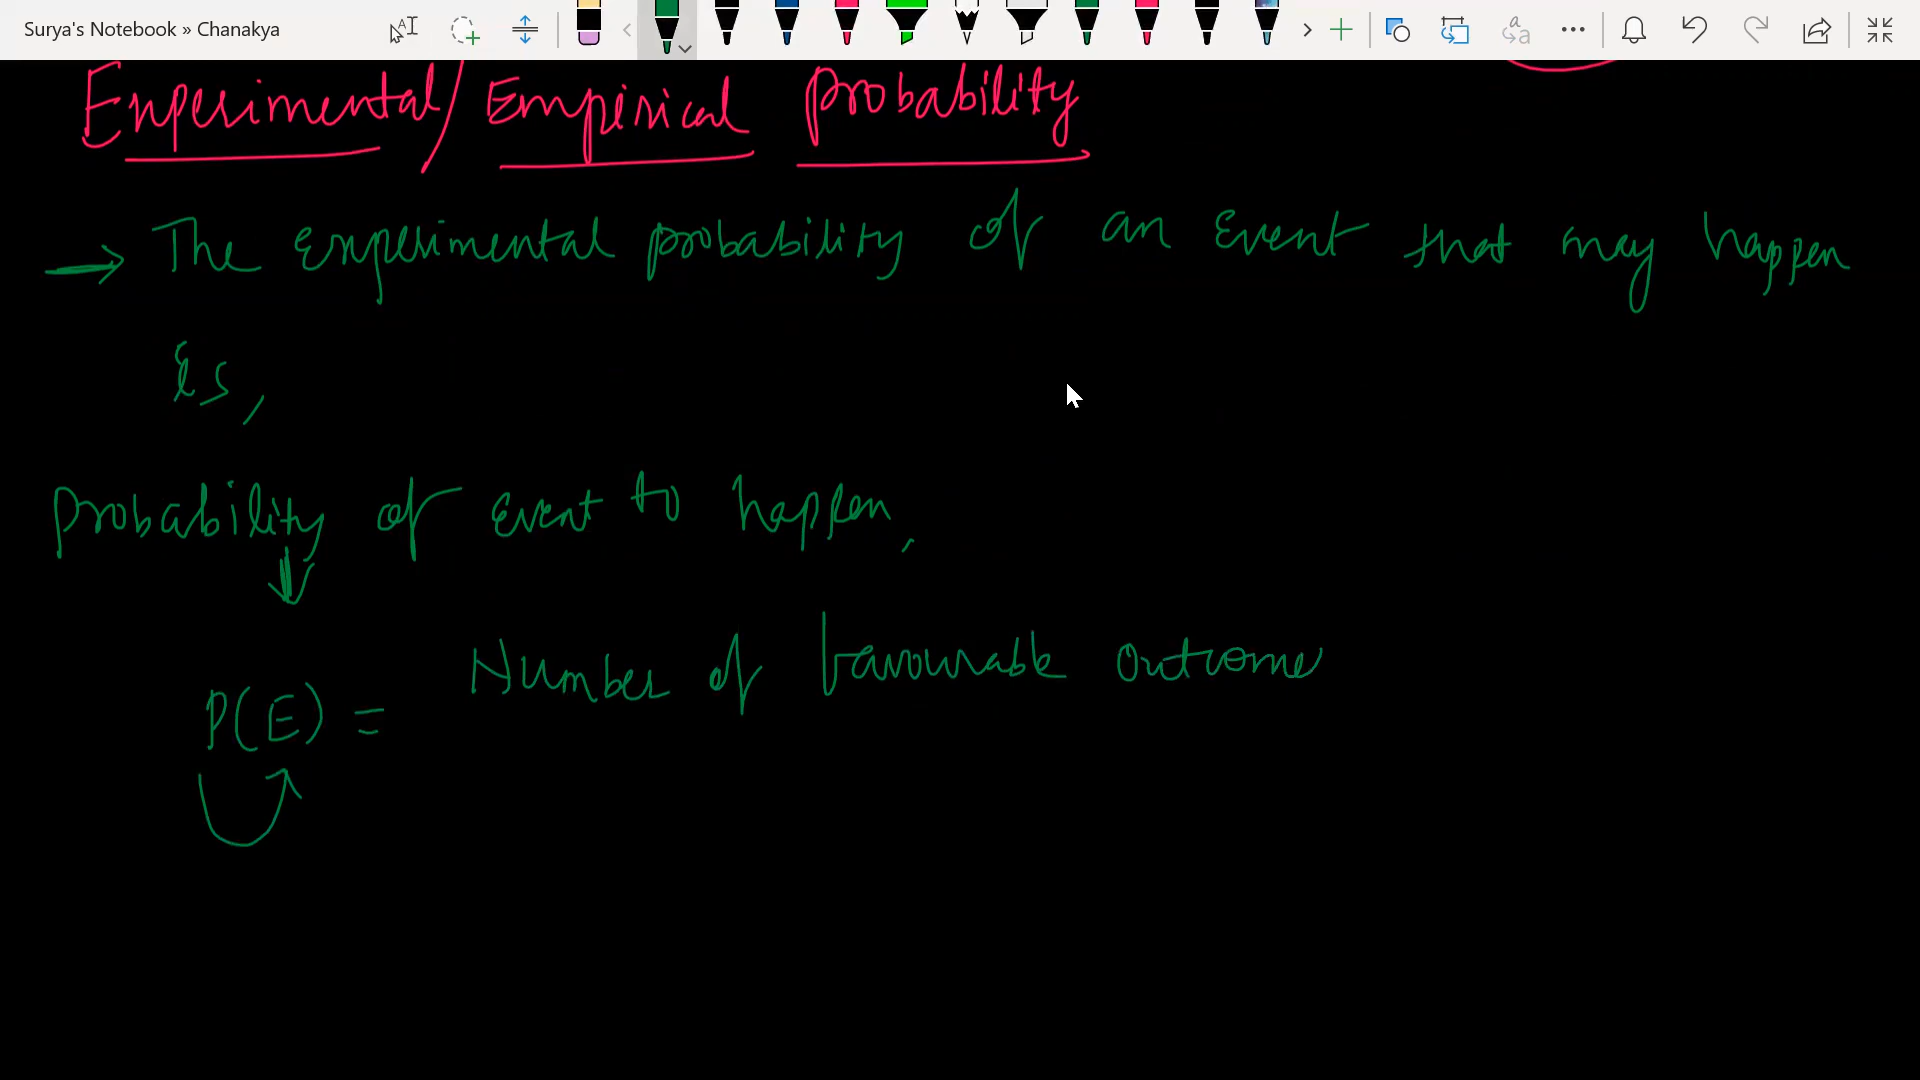 Surya's Notebook » Chanakya
Experimental/ Empirical Probability
→ The experimental probability of an Event that may happen
is,
Probability of Event to happen,
Number of favourable outcome
P(E) =